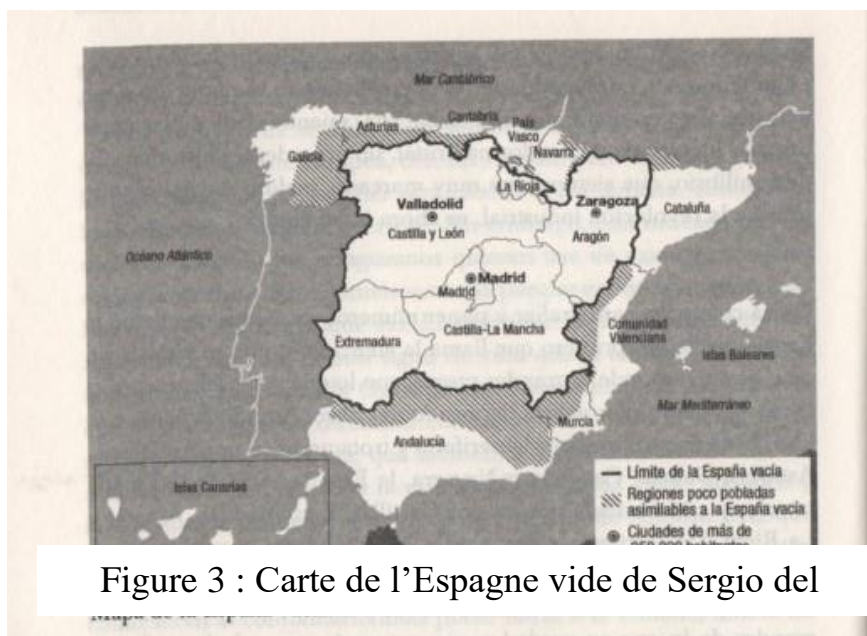 Mar Cantábrico
Asturias
Cantabria
País
Vasco
Galicia
Navarra
La Rioja
Valladolid
Castilla y León
Zaragoza
Aragón
Cataluña
Océano Atlántico
Madrid
Madrid
Castilla-La Mancha
Extremadura
Comunidad
Valenciana
Islas Baleares
Mar Mediterráneo
Murcia
Andalucía
Islas Canarias
Límite de la España vacía
Regiones poco pobladas
asimilables a la España vacía
Ciudades de más de
Figure 3 : Carte de l’Espagne vide de Sergio del